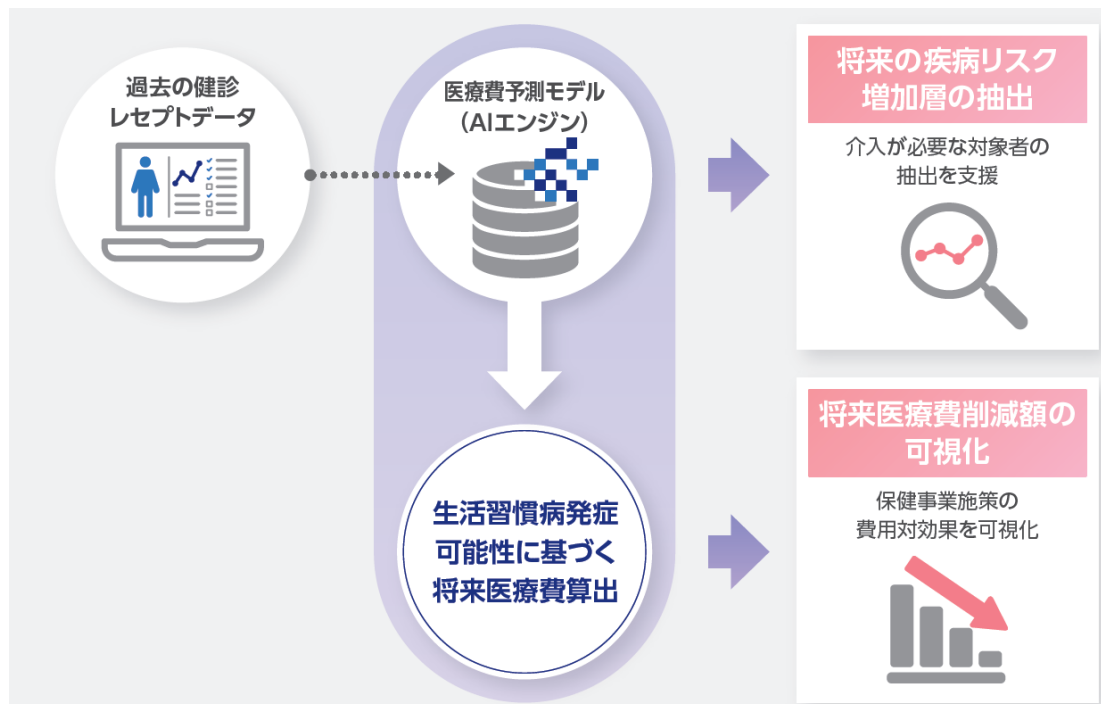 過去の健診
レセプトデータ
医療費予測モデル
（AIエンジン）
生活習慣病発症
可能性に基づく
将来医療費算出
将来の疾病リスク
増加層の抽出
介入が必要な対象者の
抽出を支援
将来医療費削減額の
可視化
保健事業施策の
費用対効果を可視化